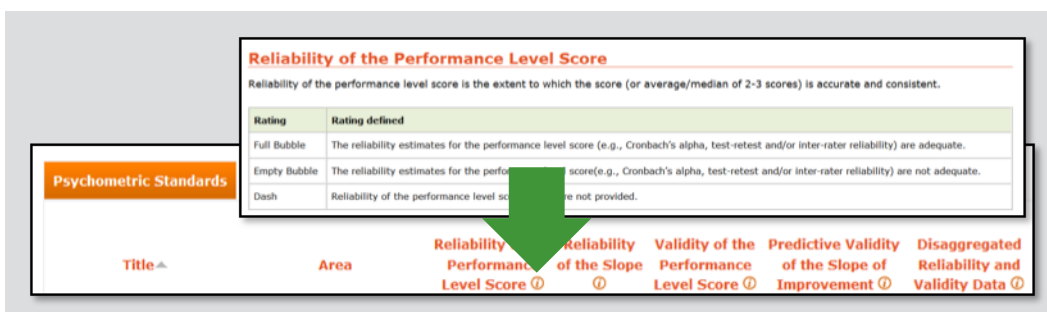 Reliability of the Performance Level Score
Reliability of the performance level score is the extent to which the score (or average/median of 2-3 scores) is accurate and consistent.
Rating Rating defined
Full Bubble The reliability estimates for the performance level score (e.g., Cronbach's alpha, test-retest and/or inter-rater reliability) are adequate.
Empty Bubble The reliability estimates for the score(e.g., Cronbach's alpha, test-retest and/or inter-rater reliability) are not adequate.
Dash Reliability of the performance level are not provided.
Psychometric Standards
Reliability Reliability Validity of the Predictive Validity Disaggregated
Title Area Performance of the Slope Performance of the Slope of Reliability and
Level Score Level Score Improvement Validity Data